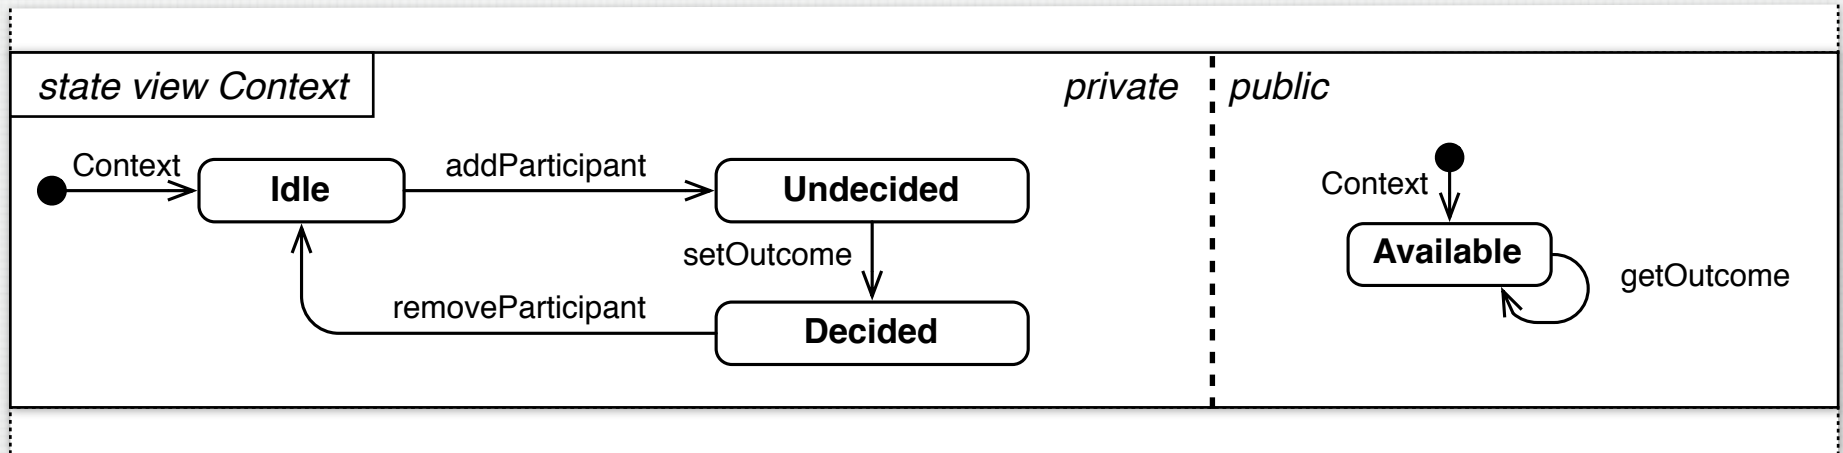 state view Context
private
public
Context
Idle
addParticipant
Undecided
Context
setOutcome
Available
getOutcome
removeParticipant
Decided